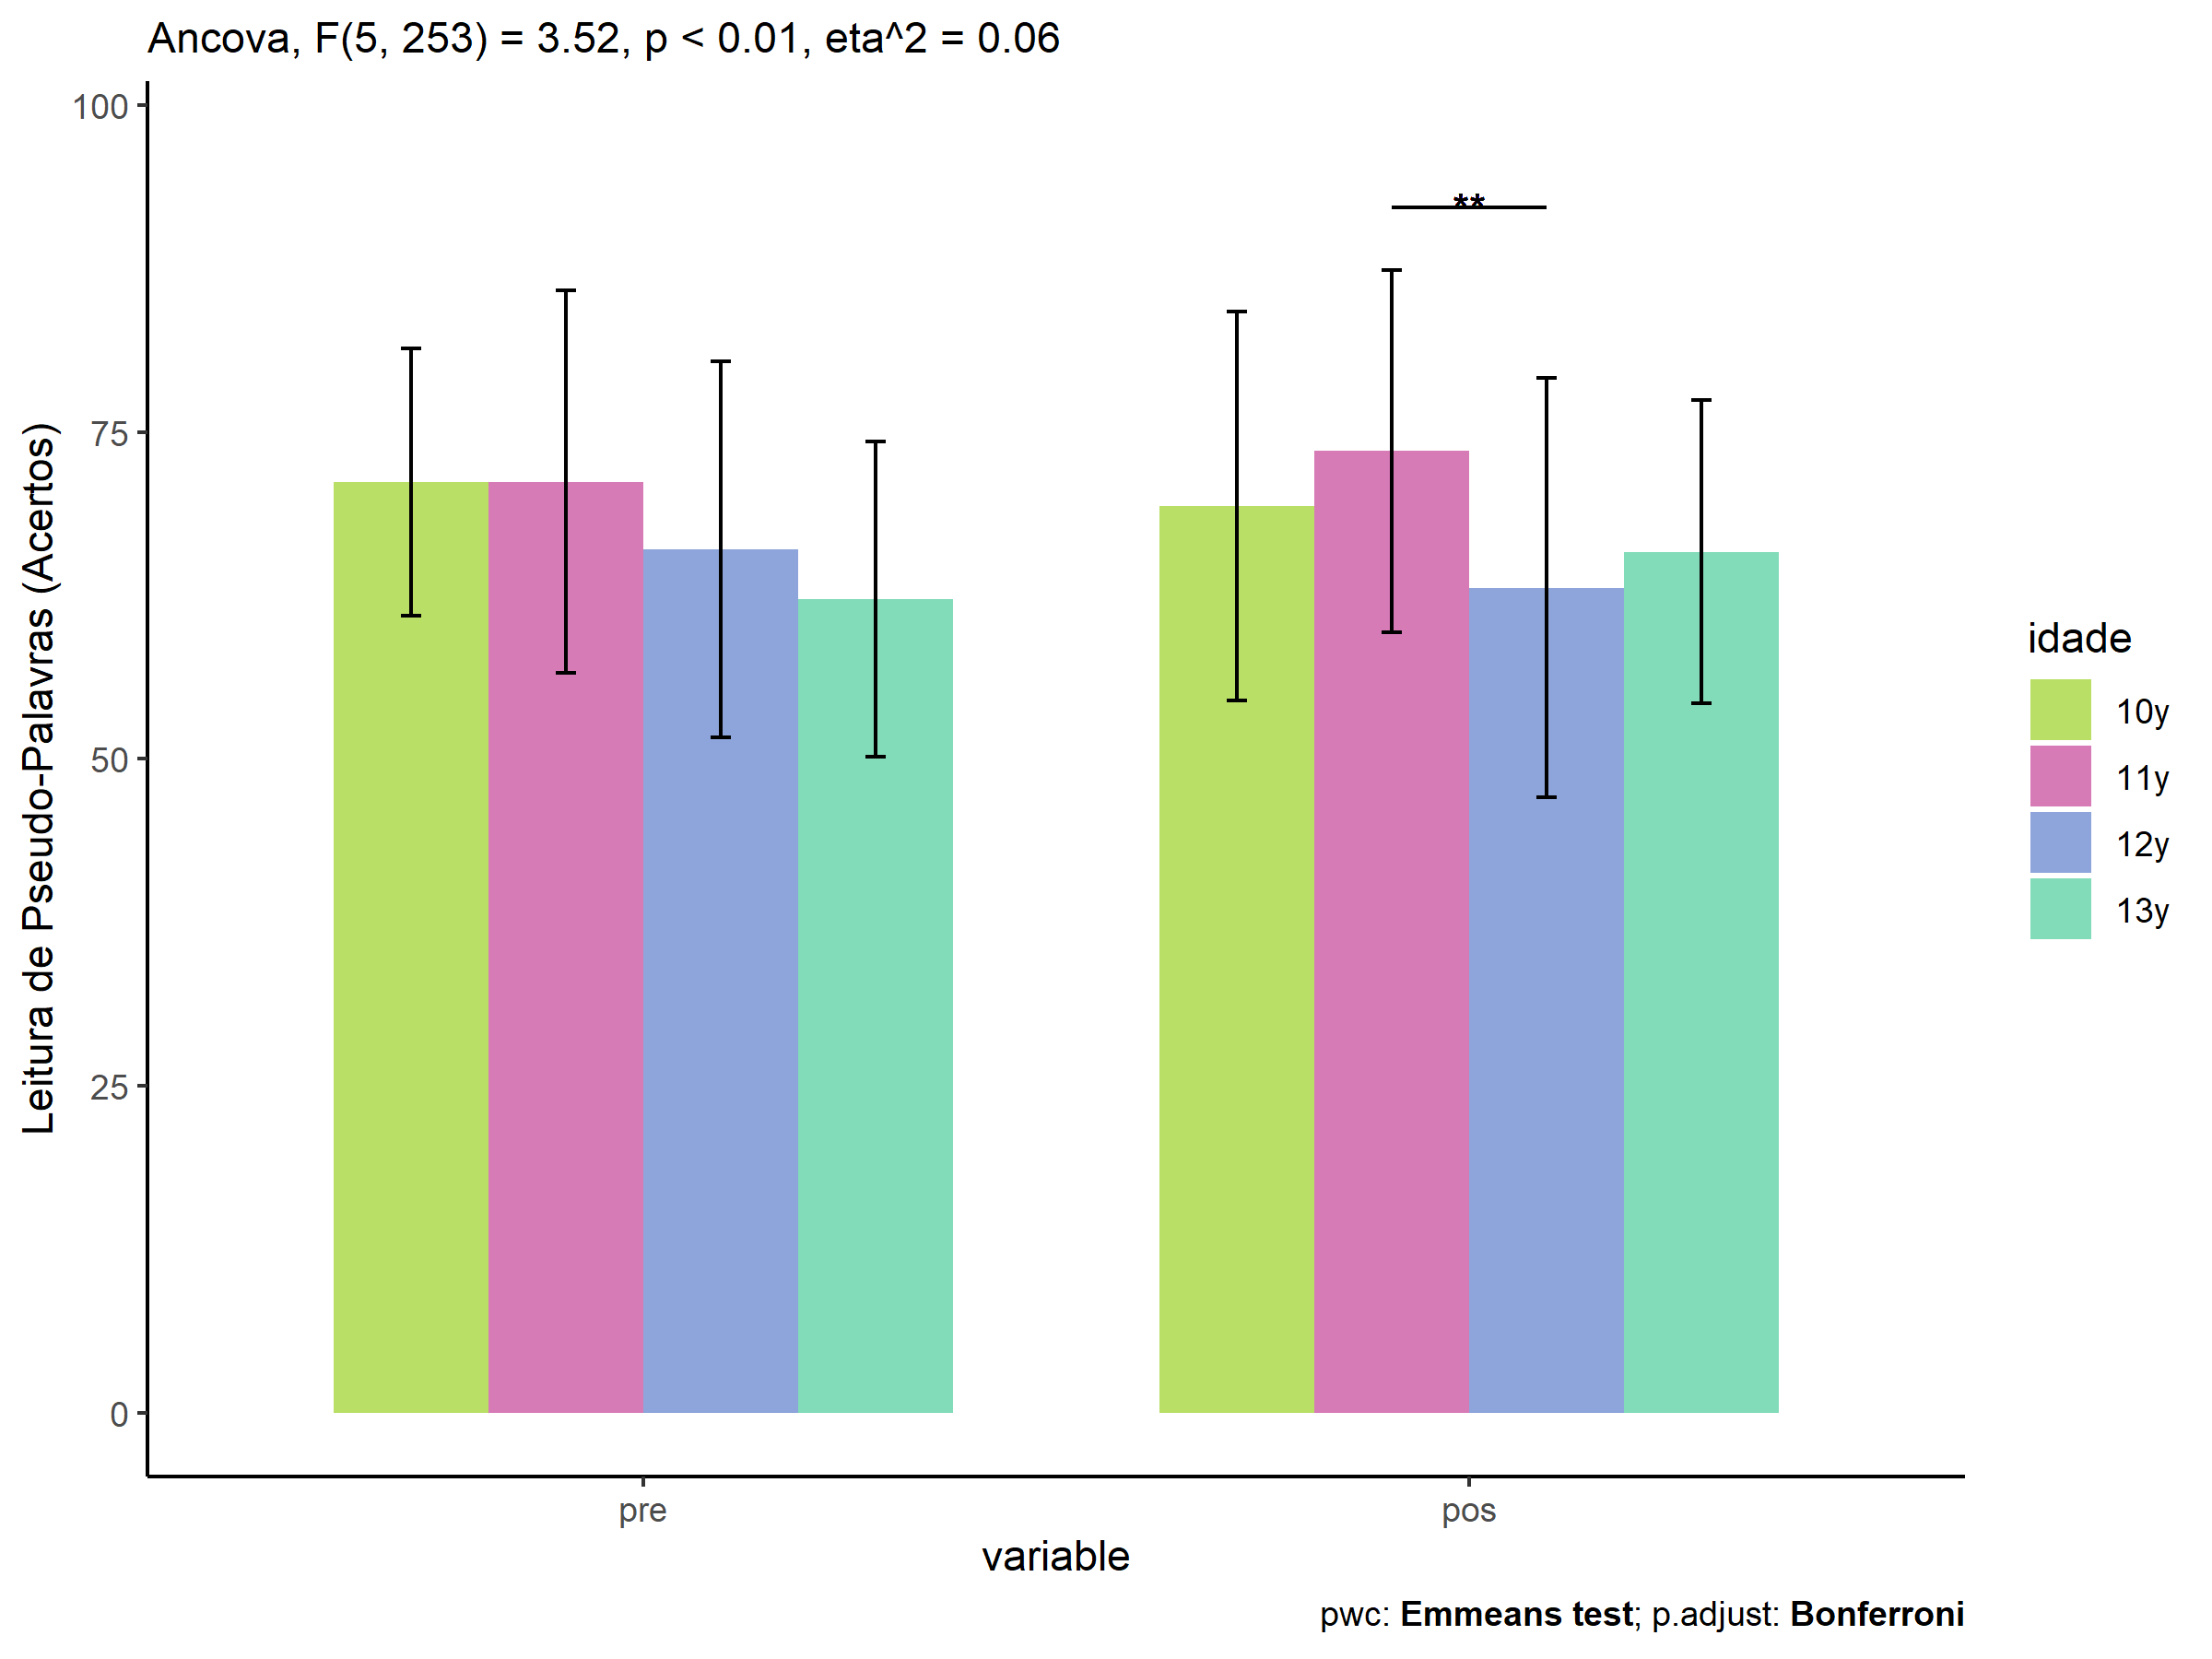 Ancova, F(5, 253) = 3.52, p < 0.01, eta^2 = 0.06
100
75
50
25
0
Leitura de Pseudo-Palavras (Acertos)
**
pre
pos
variable
idade
10y
11y
12y
13y
pwc: Emmeans test; p.adjust: Bonferroni